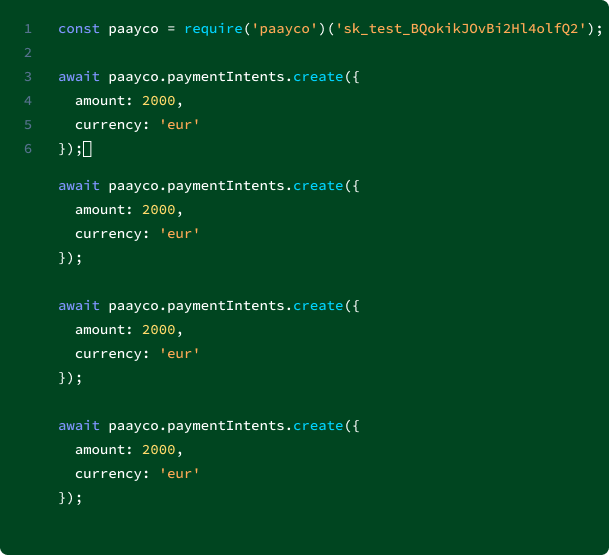 1 const paayco = require('paayco')('sk_test_BQokikJOvBi2Hl4olfQ2');
2
3 await paayco.paymentIntents.create({
4   amount: 2000,
5   currency: 'eur'
6 });
await paayco.paymentIntents.create({
  amount: 2000,
  currency: 'eur'
});
await paayco.paymentIntents.create({
  amount: 2000,
  currency: 'eur'
});
await paayco.paymentIntents.create({
  amount: 2000,
  currency: 'eur'
});